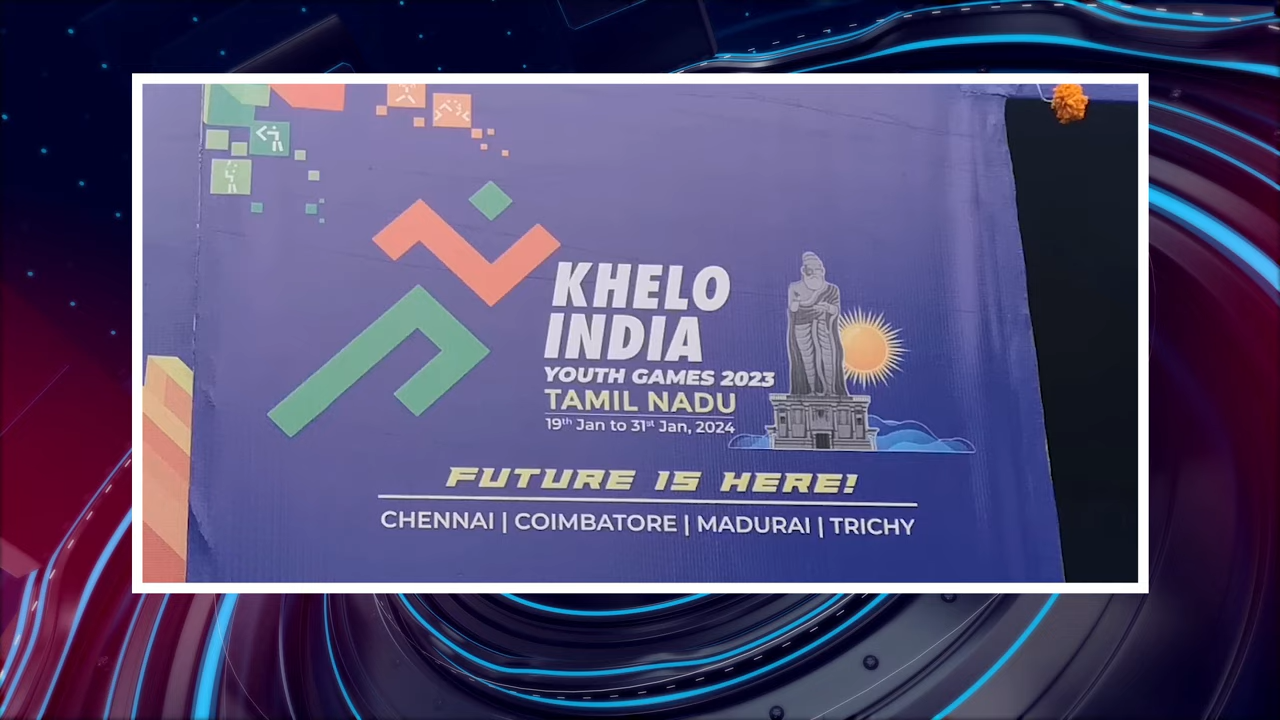 KHELO
INDIA
YOUTH GAMES 2023
TAMIL NADU
19th Jan to 31st Jan, 2024
FUTURE IS HERE!
CHENNAI | COIMBATORE | MADURAI | TRICHY